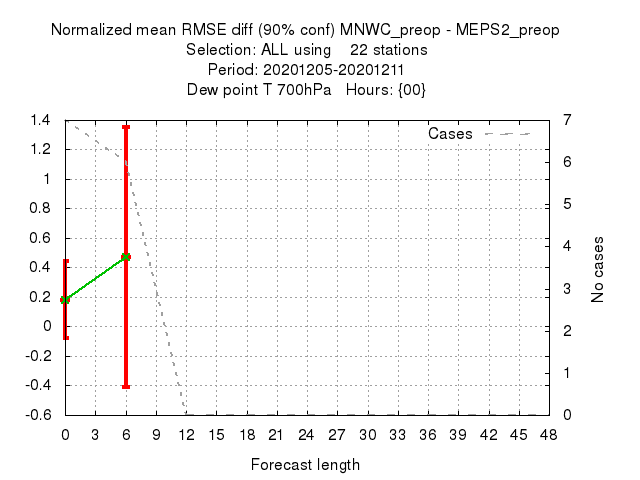 Normalized mean RMSE diff (90% conf) MNWC_preop - MEPS2_preop
Selection: ALL using 22 stations
Period: 20201205-20201211
Dew point T 700hPa Hours: {00}
Cases
1.4
1.2
1
0.8
0.6
0.4
0.2
0
-0.2
-0.4
-0.6
7
6
5
4
3
2
1
0
No cases
0 3 6 9 12 15 18 21 24 27 30 33 36 39 42 45 48
Forecast length